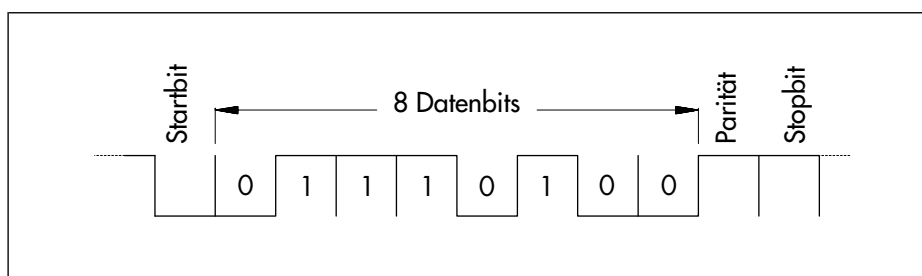 Startbit
8 Datenbits
Parität
Stopbit
0 1 1 1 0 1 0 0